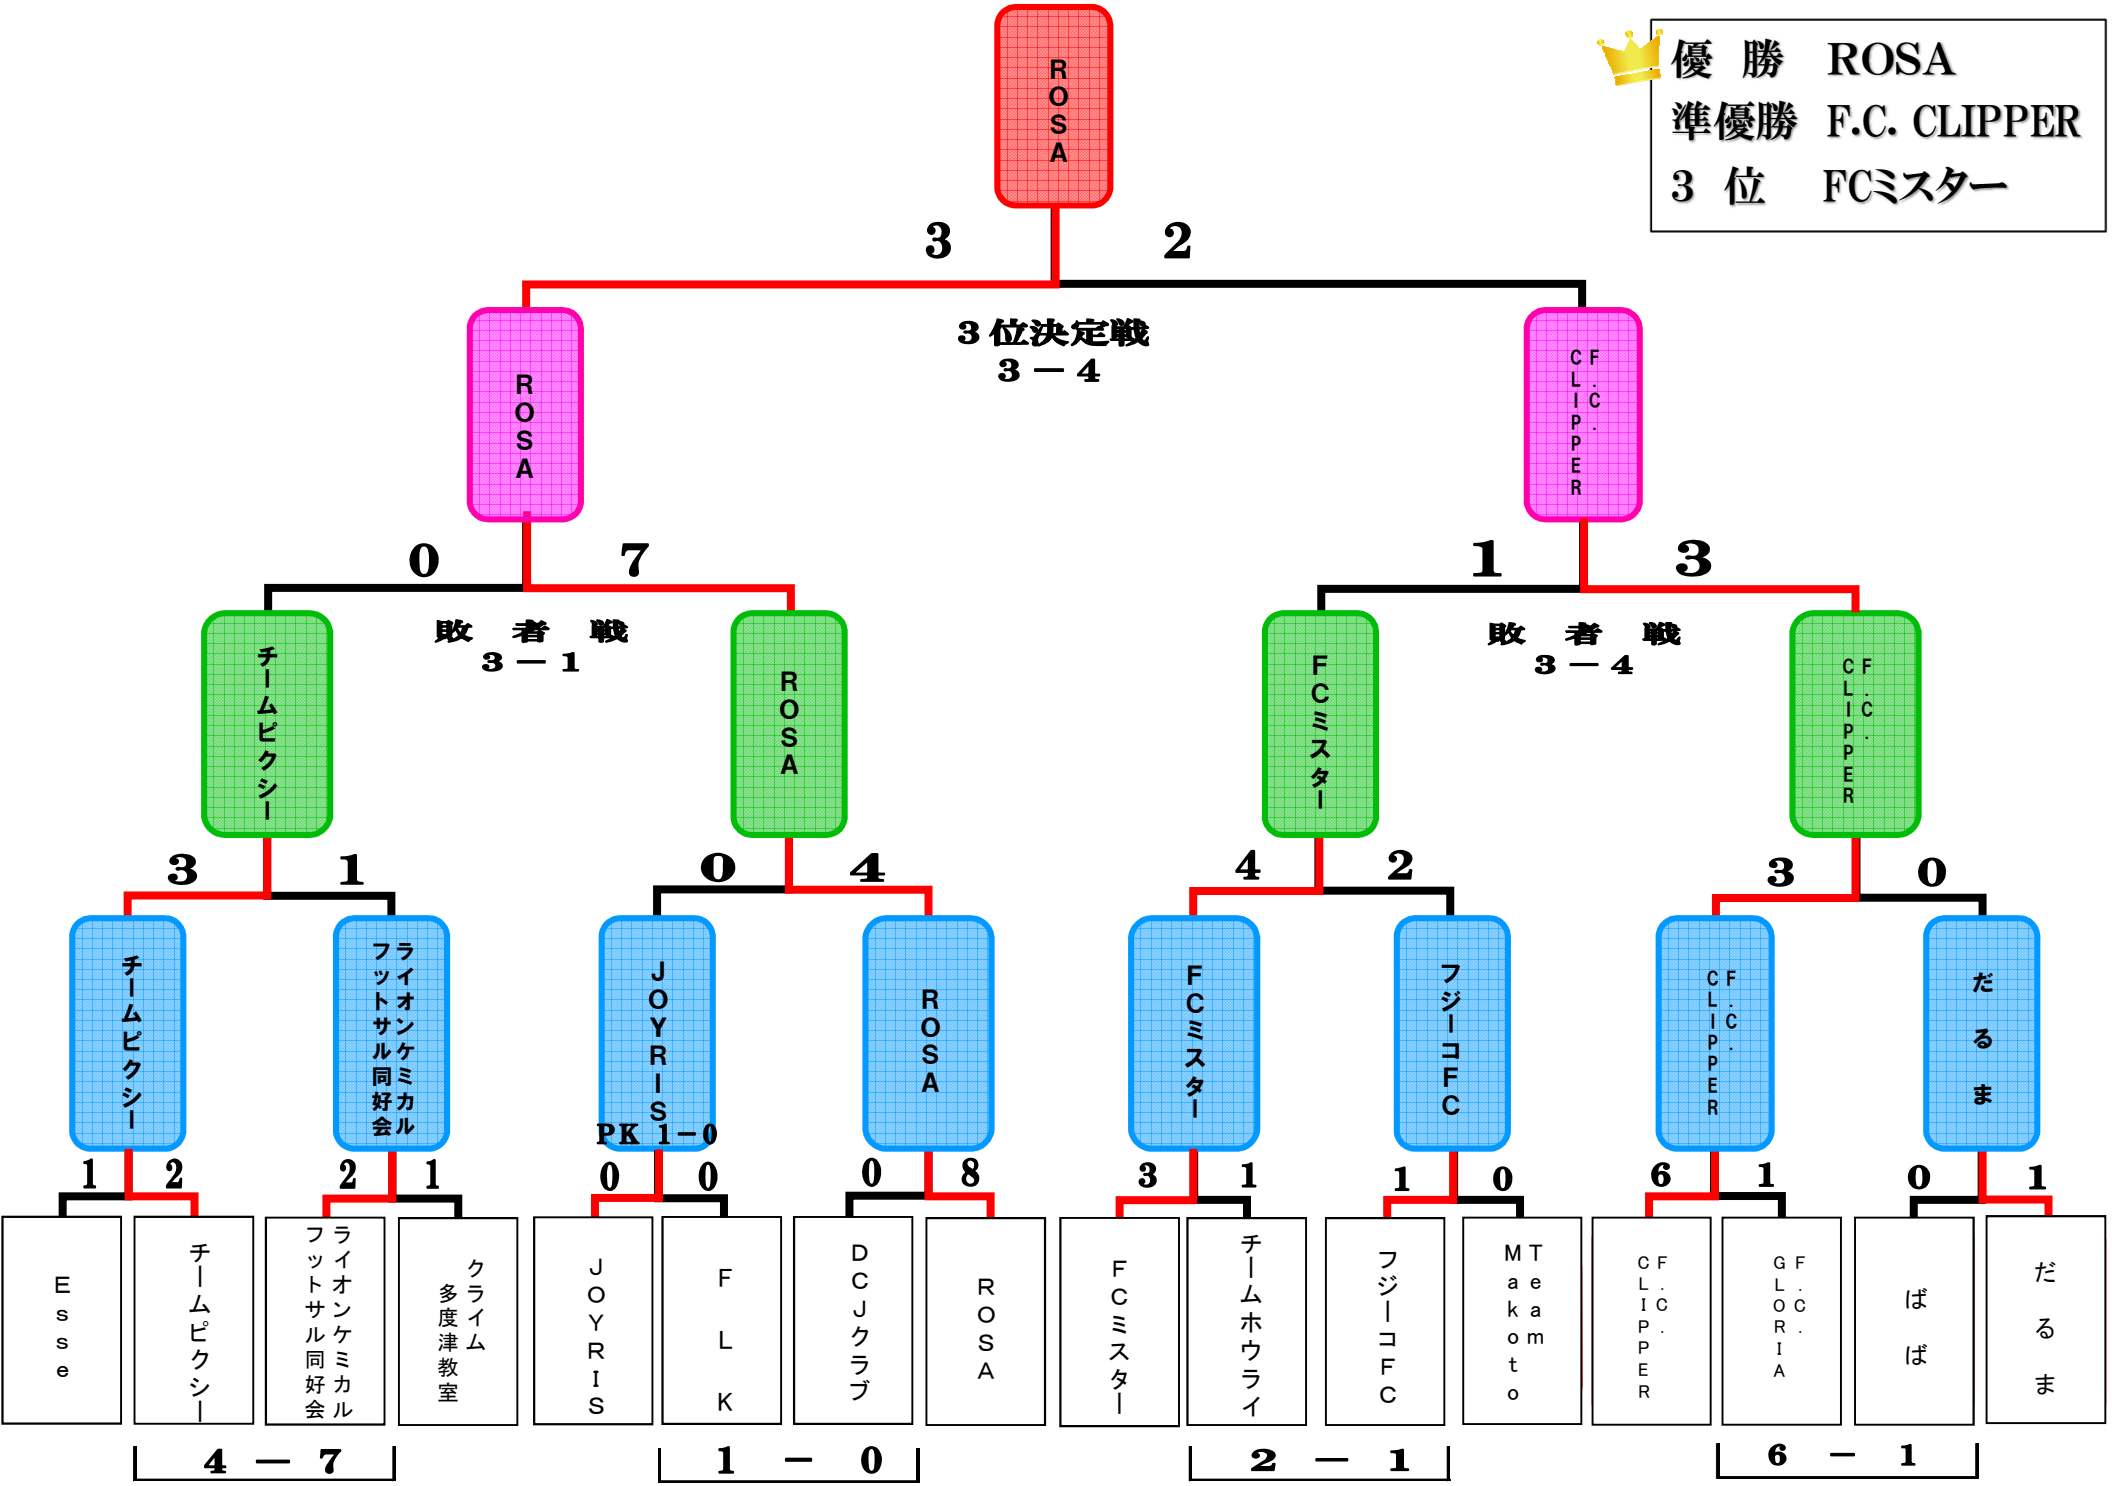 優 勝 ROSA
準優勝 F.C. CLIPPER
3 位 FCミスター
ROSA
3 2
3位決定戦
3－4
ROSA
F.C. CLIPPER
0 7
1 3
敗 者 戦
3－1
敗 者 戦
3－4
チームピクシー
ROSA
FCミスター
F.C. CLIPPER
3 1
0 4
4 2
3 0
チームピクシー
ライオンケミカル
フットサル同好会
JOYRIS
ROSA
FCミスター
フジーコFC
F.C. CLIPPER
だるま
PK 1－0
1 2
2 1
0 0
0 8
3 1
1 0
6 1
0 1
Esse
チームピクシー
ライオンケミカル
フットサル同好会
クライム
多度津教室
JOYRIS
FLK
DCJクラブ
ROSA
FCミスター
チームホウライ
フジーコFC
Team
Makoto
F.C.
CLIPPER
F.C.
GLORIA
ばば
だるま
4－7
1－0
2－1
6－1